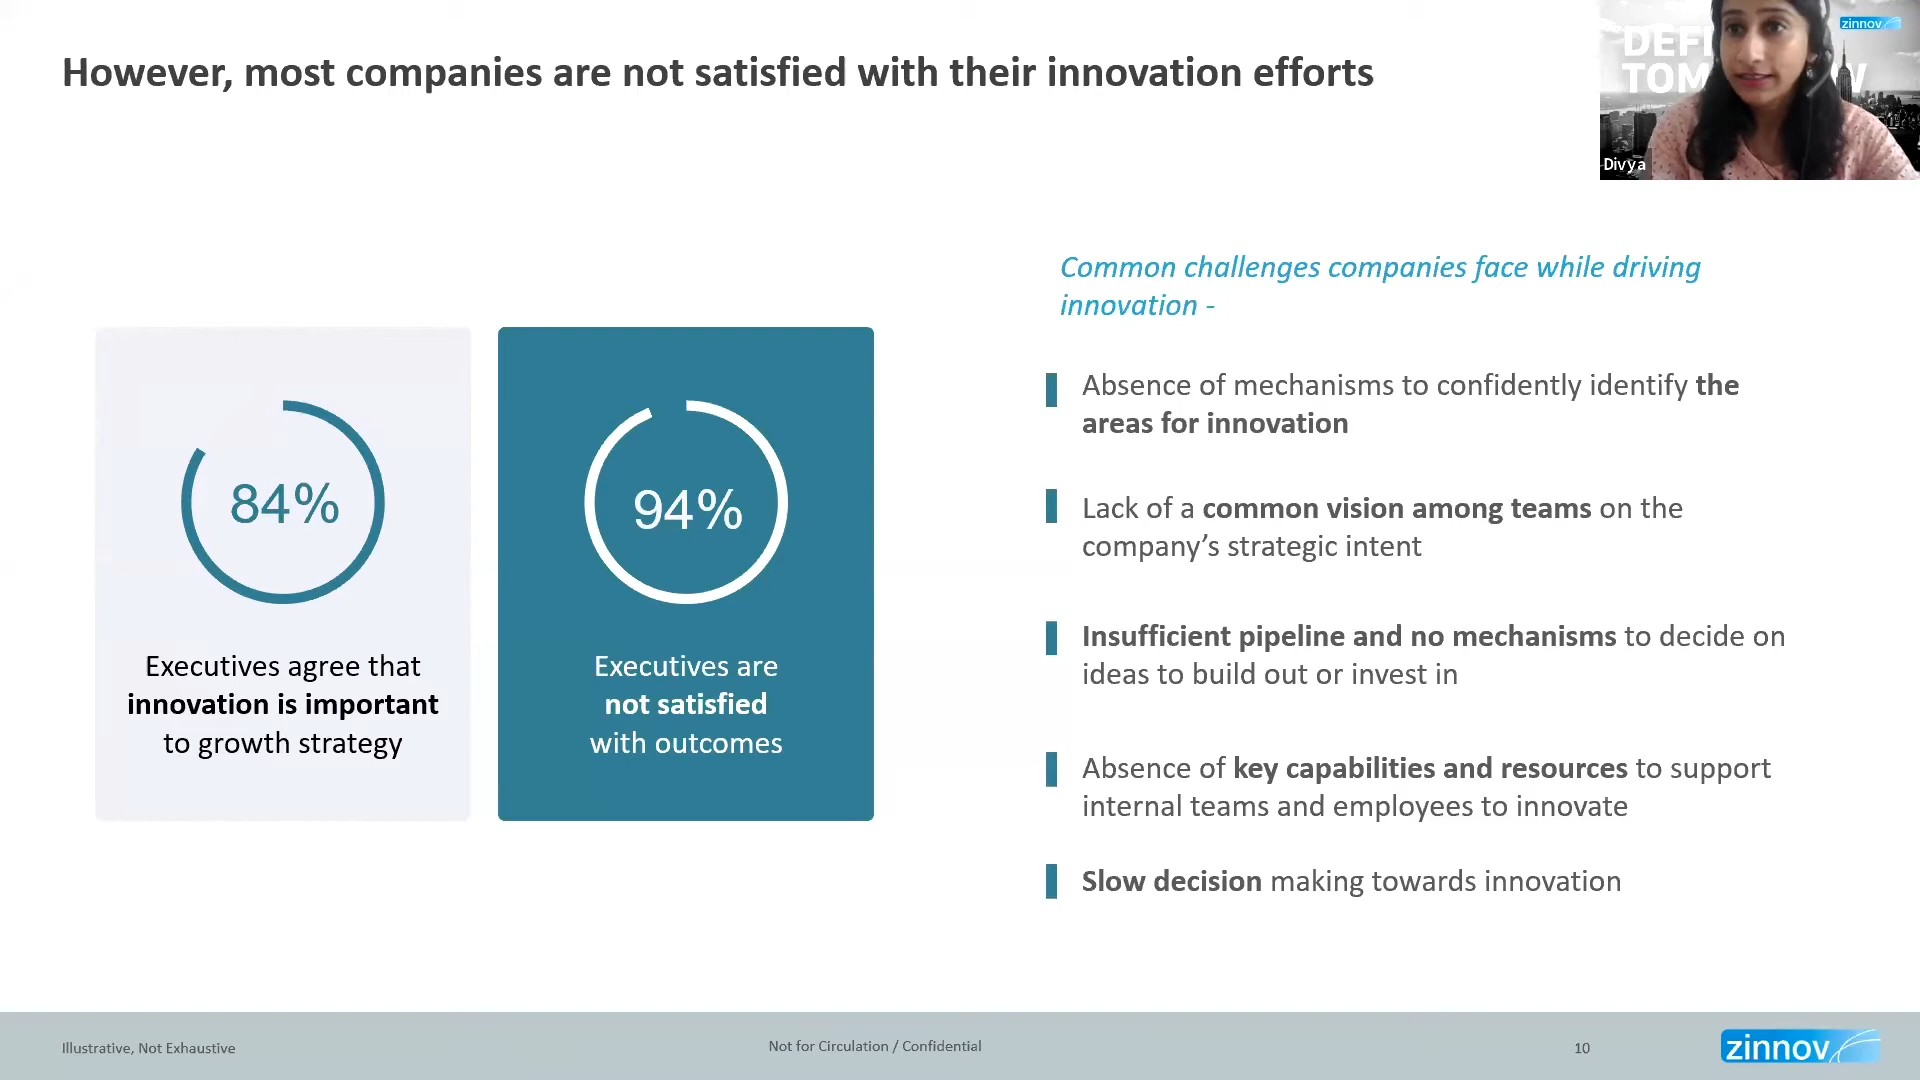 However, most companies are not satisfied with their innovation efforts
zinnov
Divya
Common challenges companies face while driving
innovation -
84%
Executives agree that
innovation is important
to growth strategy
94%
Executives are
not satisfied
with outcomes
Absence of mechanisms to confidently identify the
areas for innovation
Lack of a common vision among teams on the
company’s strategic intent
Insufficient pipeline and no mechanisms to decide on
ideas to build out or invest in
Absence of key capabilities and resources to support
internal teams and employees to innovate
Slow decision making towards innovation
Illustrative, Not Exhaustive
Not for Circulation / Confidential
10
zinnov